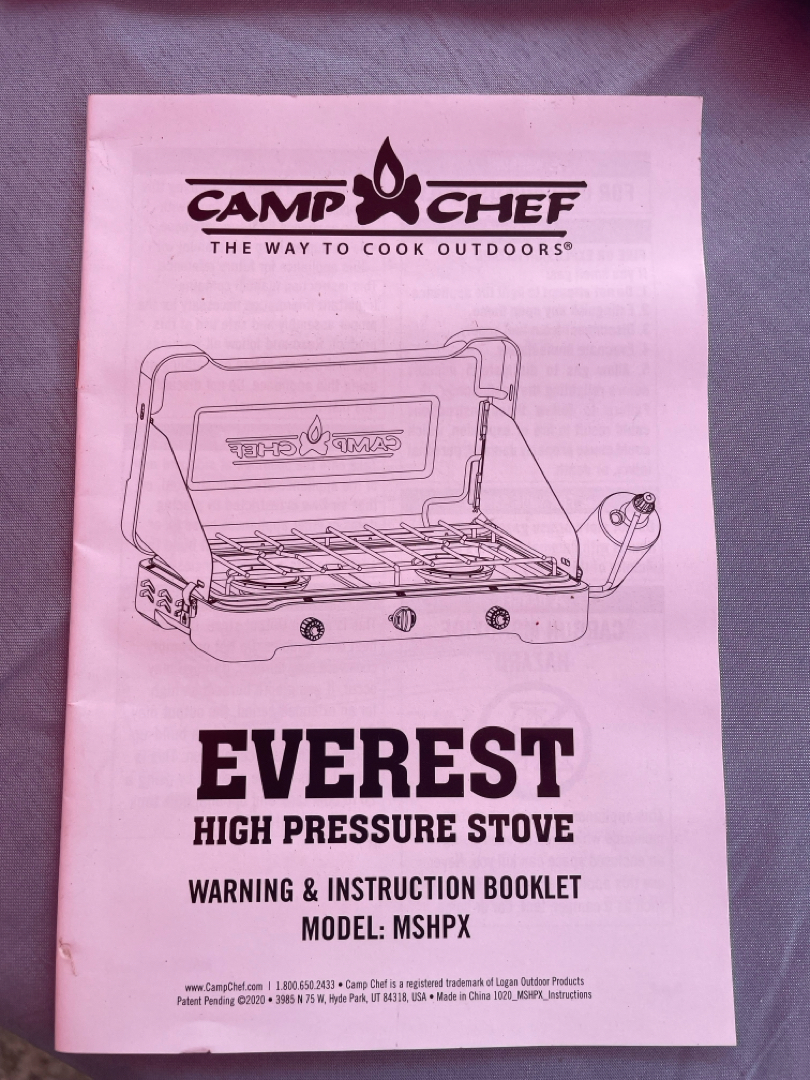 CAMP CHEF
THE WAY TO COOK OUTDOORS®
CAMP CHEF
EVEREST
HIGH PRESSURE STOVE
WARNING & INSTRUCTION BOOKLET
MODEL: MSHPX
www.CampChef.com | 1.800.650.2433 • Camp Chef is a registered trademark of Logan Outdoor Products
Patent Pending ©2020 • 3985 N 75 W, Hyde Park, UT 84318, USA • Made in China 1020_MSHPX_Instructions